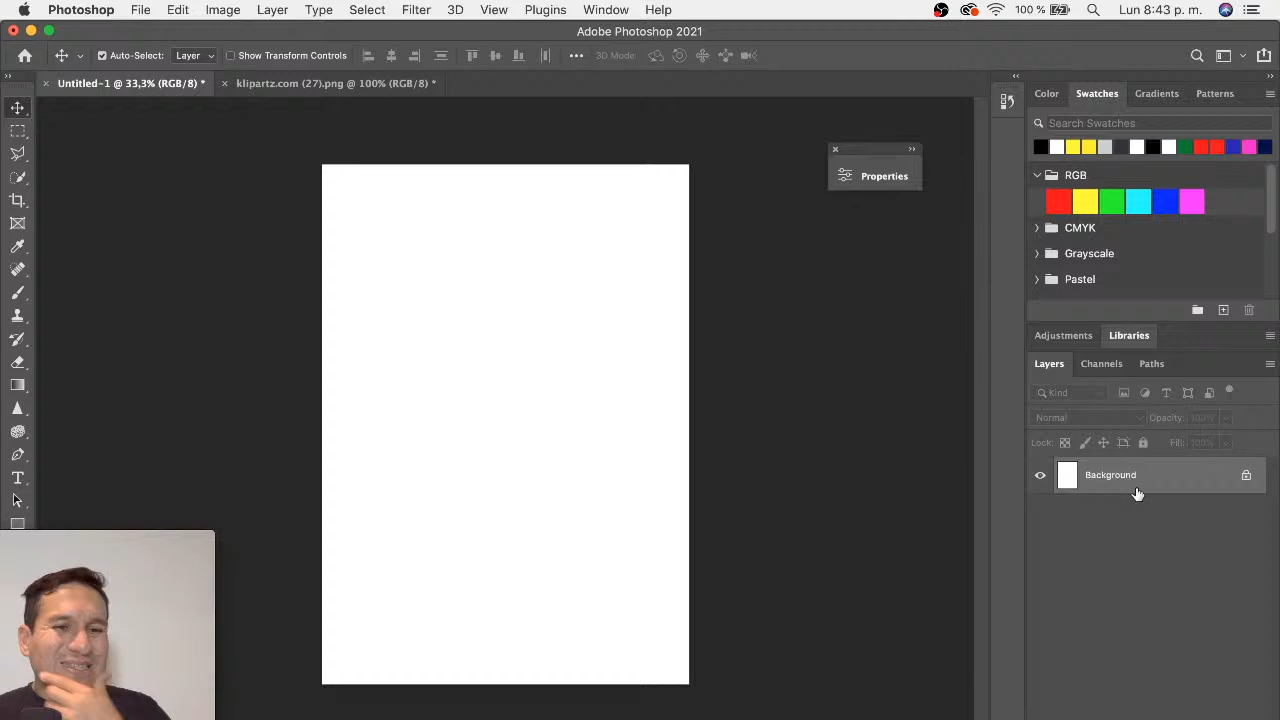 Photoshop File Edit Image Layer Type Select Filter 3D View Plugins Window Help 100 % Lun 8:43 p. m.
Adobe Photoshop 2021
Auto-Select: Layer Show Transform Controls 3D Mode:
Untitled-1 @ 33,3% (RGB/8) * klipartz.com (27).png @ 100% (RGB/8) *
Color Swatches Gradients Patterns
Search Swatches
Properties
RGB
CMYK
Grayscale
Pastel
Adjustments Libraries
Layers Channels Paths
Kind
Normal Opacity: 100%
Lock: Fill: 100%
Background